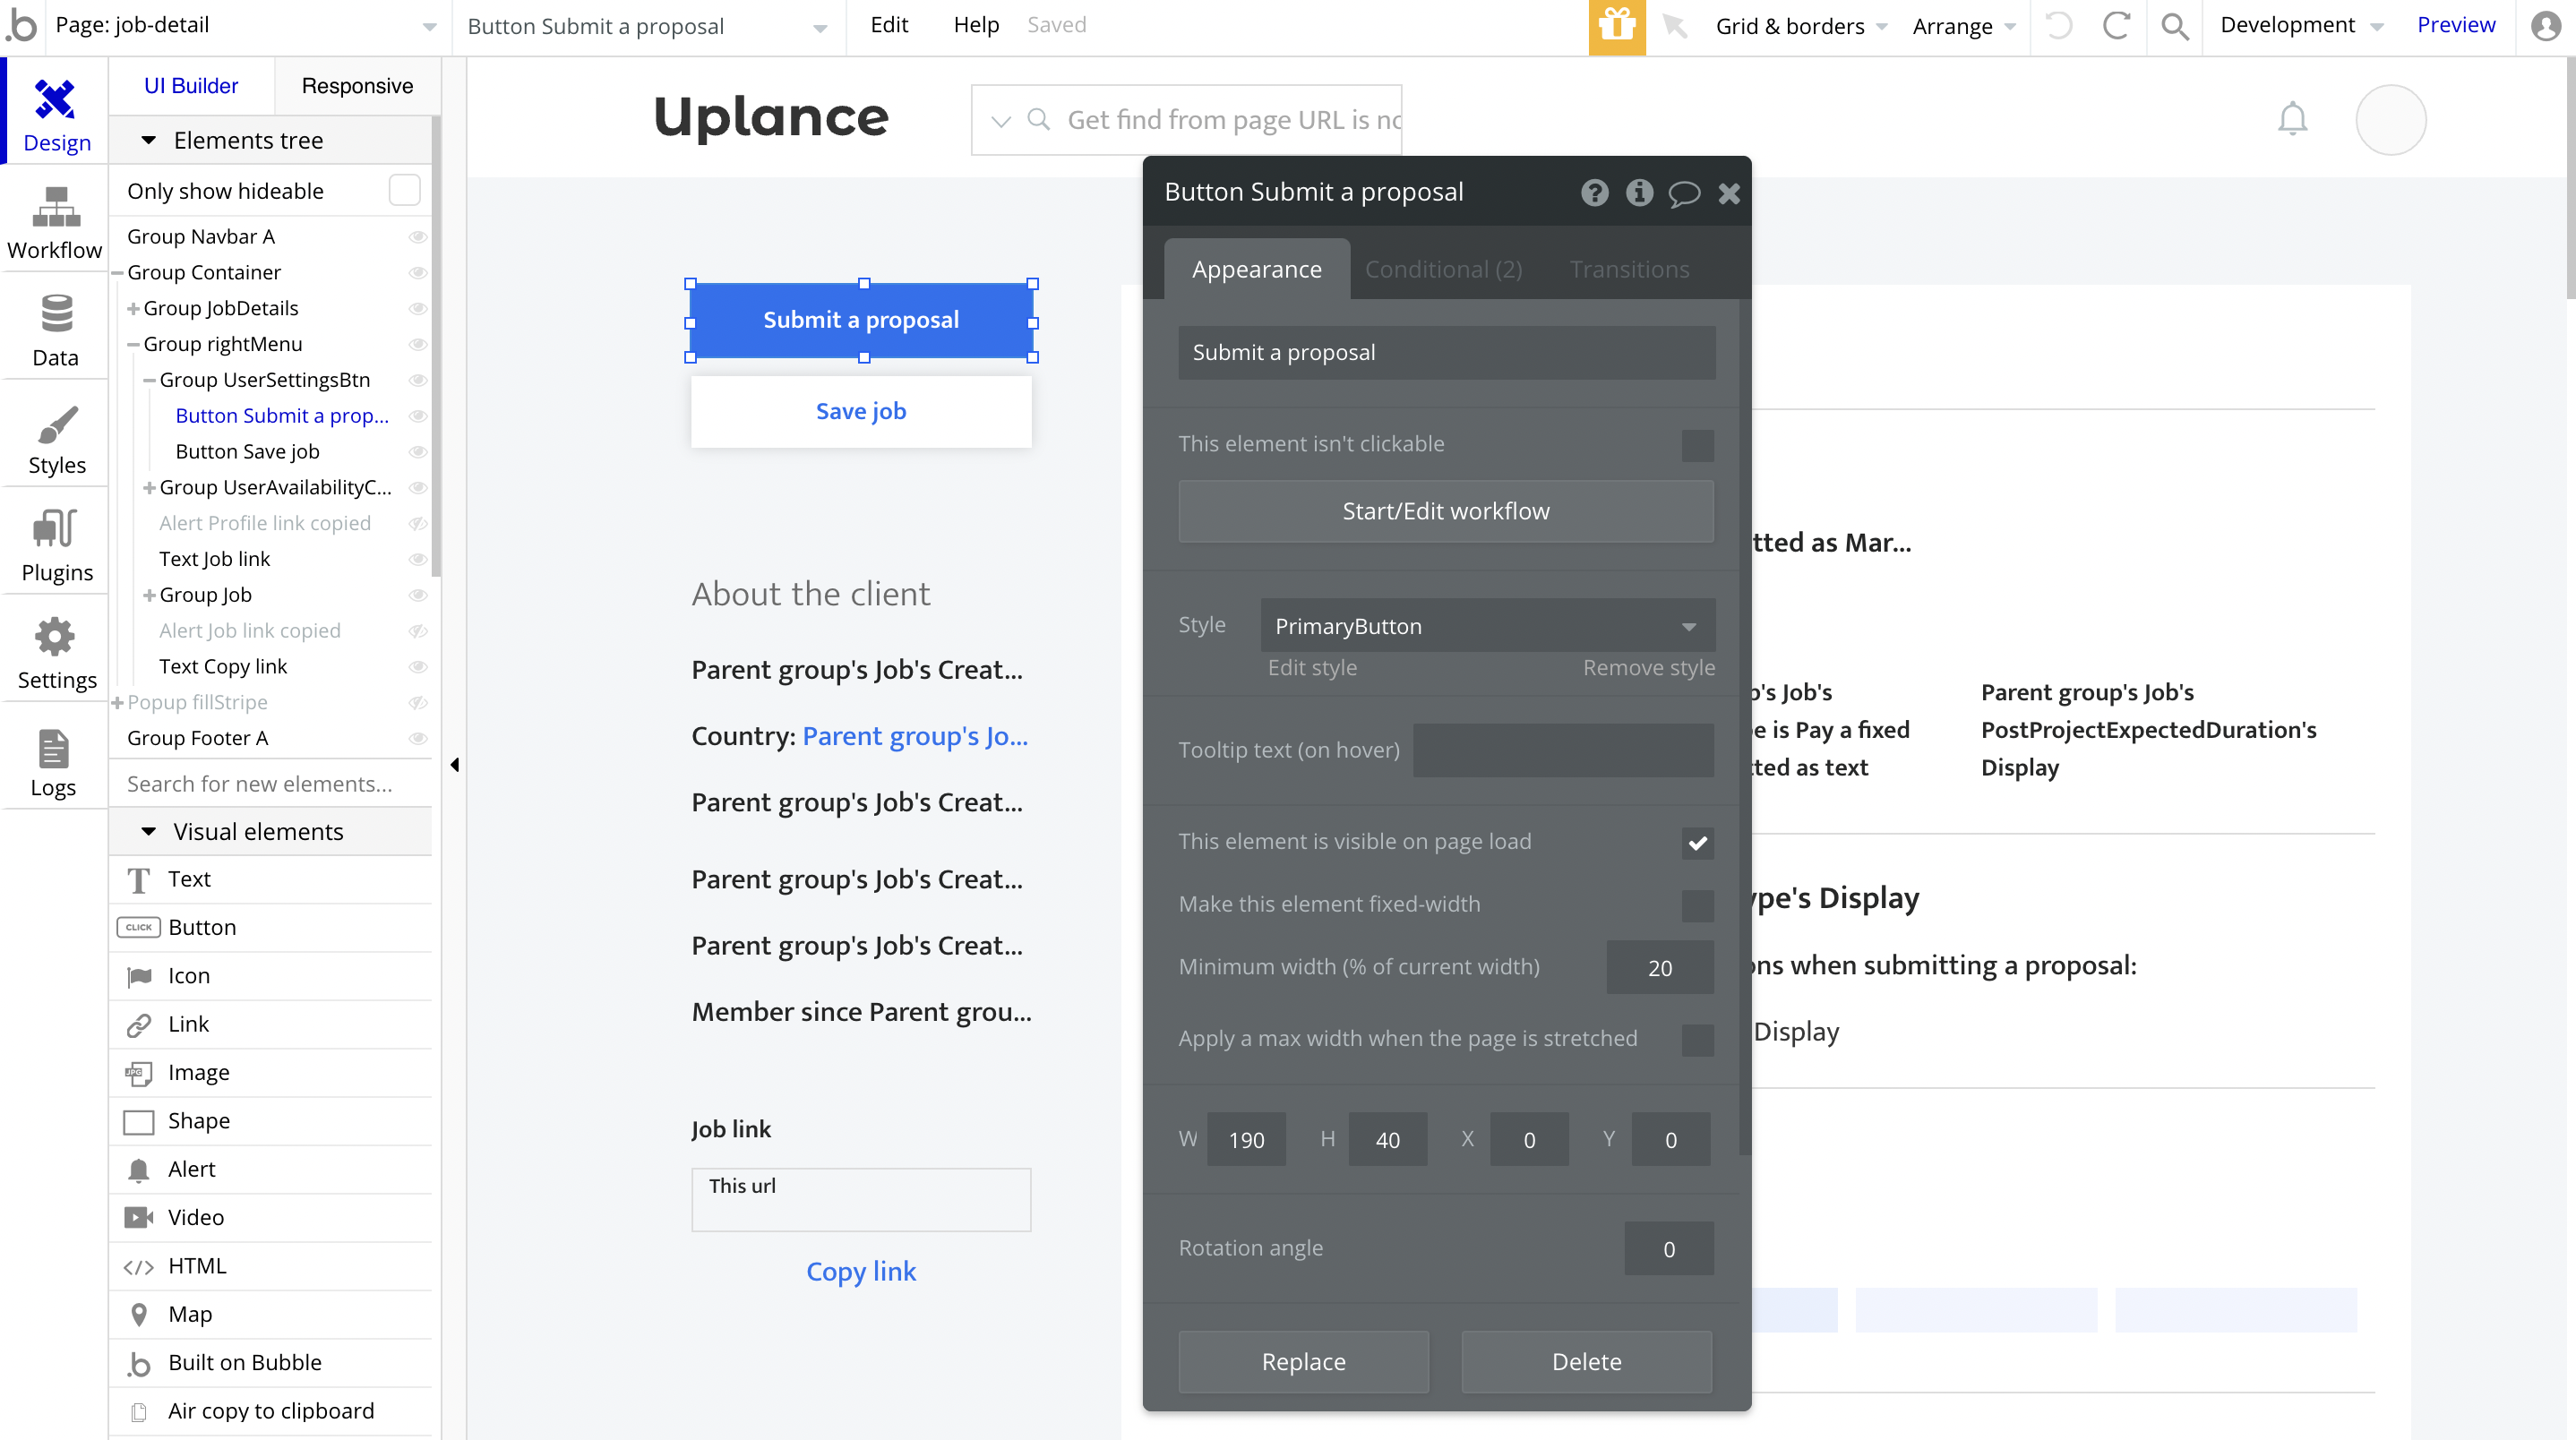 Page: job-detail
Button Submit a proposal
Edit
Help
Saved
Grid & borders
Arrange
Development
Preview
Design
Workflow
Data
Styles
Plugins
Settings
Logs
UI Builder
Responsive
Elements tree
Only show hideable
Group Navbar A
Group Container
Group JobDetails
Group rightMenu
Group UserSettingsBtn
Button Submit a prop...
Button Save job
Group UserAvailabilityC...
Alert Profile link copied
Text Job link
Group Job
Alert Job link copied
Text Copy link
Popup fillStripe
Group Footer A
Search for new elements...
Visual elements
Text
CLICK Button
Icon
Link
Image
Shape
Alert
Video
HTML
Map
Built on Bubble
Air copy to clipboard
Uplance
Get find from page URL is no
Submit a proposal
Save job
About the client
Parent group's Job's Creat...
Country: Parent group's Jo...
Parent group's Job's Creat...
Parent group's Job's Creat...
Parent group's Job's Creat...
Member since Parent grou...
Job link
This url
Copy link
Button Submit a proposal
Appearance
Conditional (2)
Transitions
Submit a proposal
This element isn't clickable
Start/Edit workflow
Style
PrimaryButton
Edit style
Remove style
Tooltip text (on hover)
This element is visible on page load
Make this element fixed-width
Minimum width (% of current width)
20
Apply a max width when the page is stretched
W 190 H 40 X 0 Y 0
Rotation angle
0
Replace
Delete
tted as Mar...
's Job's
e is Pay a fixed
tted as text
Parent group's Job's
PostProjectExpectedDuration's
Display
ype's Display
ons when submitting a proposal:
Display